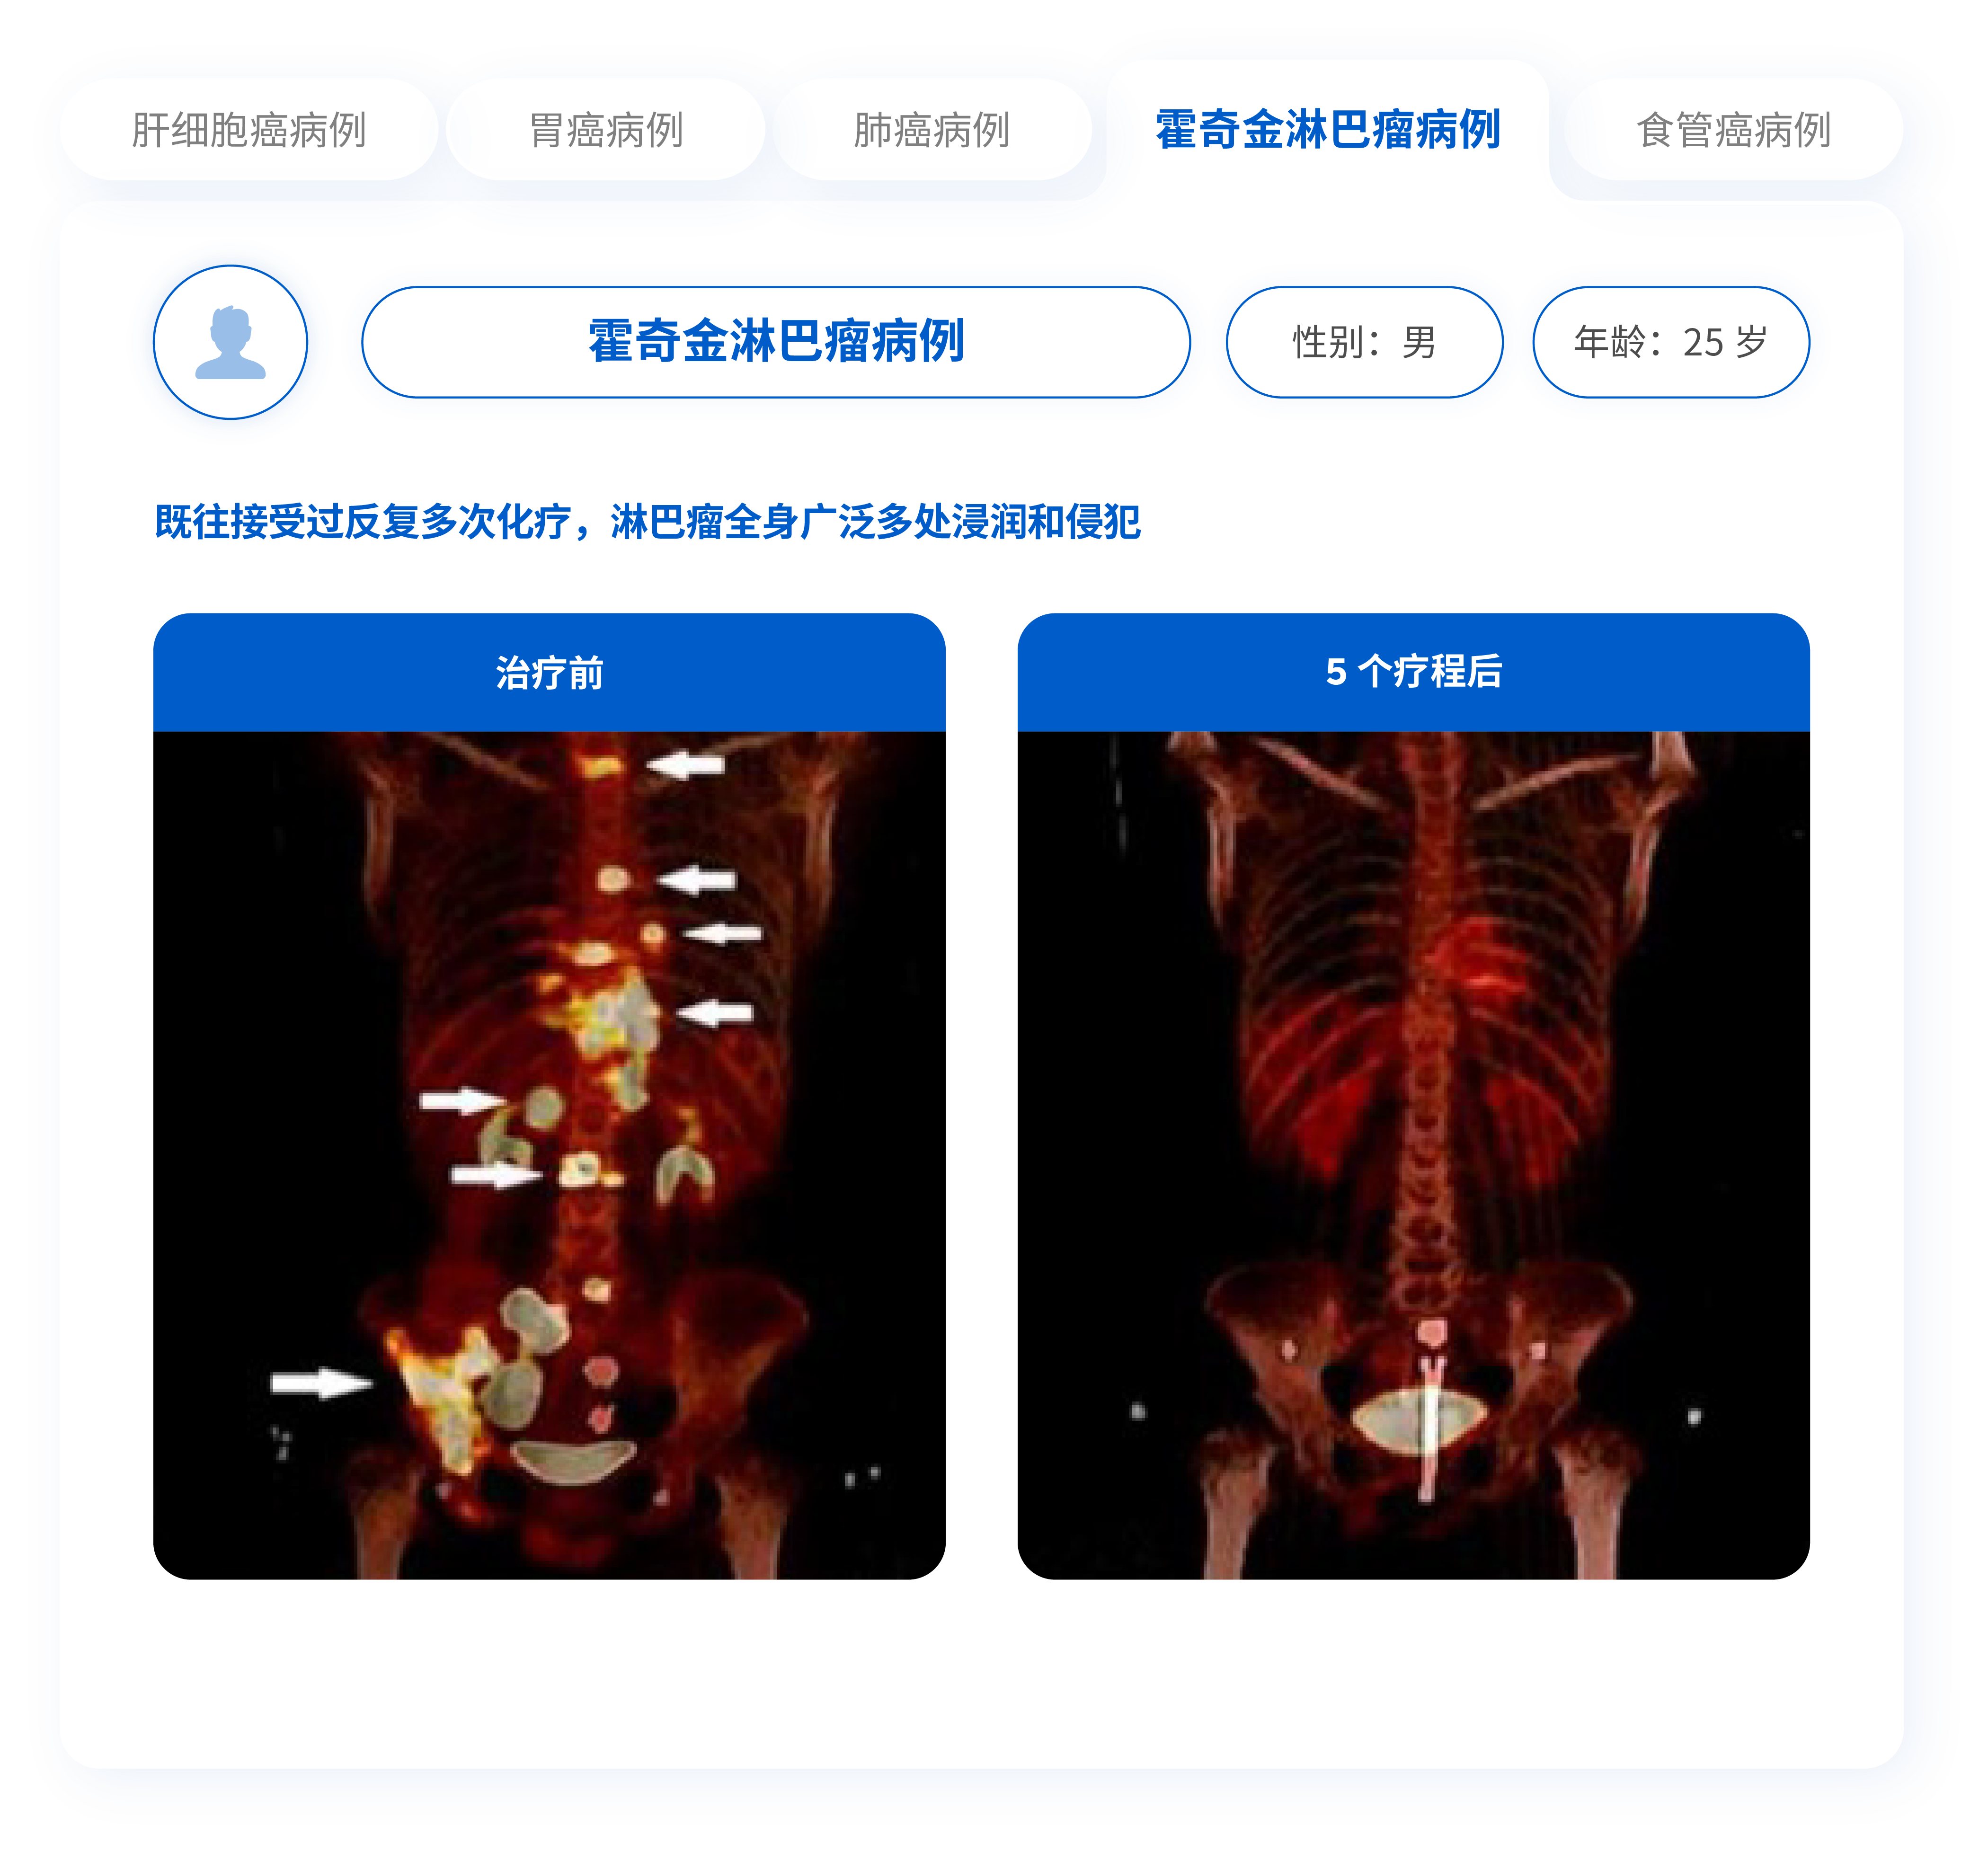 肝细胞癌病例
胃癌病例
肺癌病例
霍奇金淋巴瘤病例
食管癌病例
霍奇金淋巴瘤病例
性别：男
年龄：25 岁
既往接受过反复多次化疗，淋巴瘤全身广泛多处浸润和侵犯
治疗前
5 个疗程后